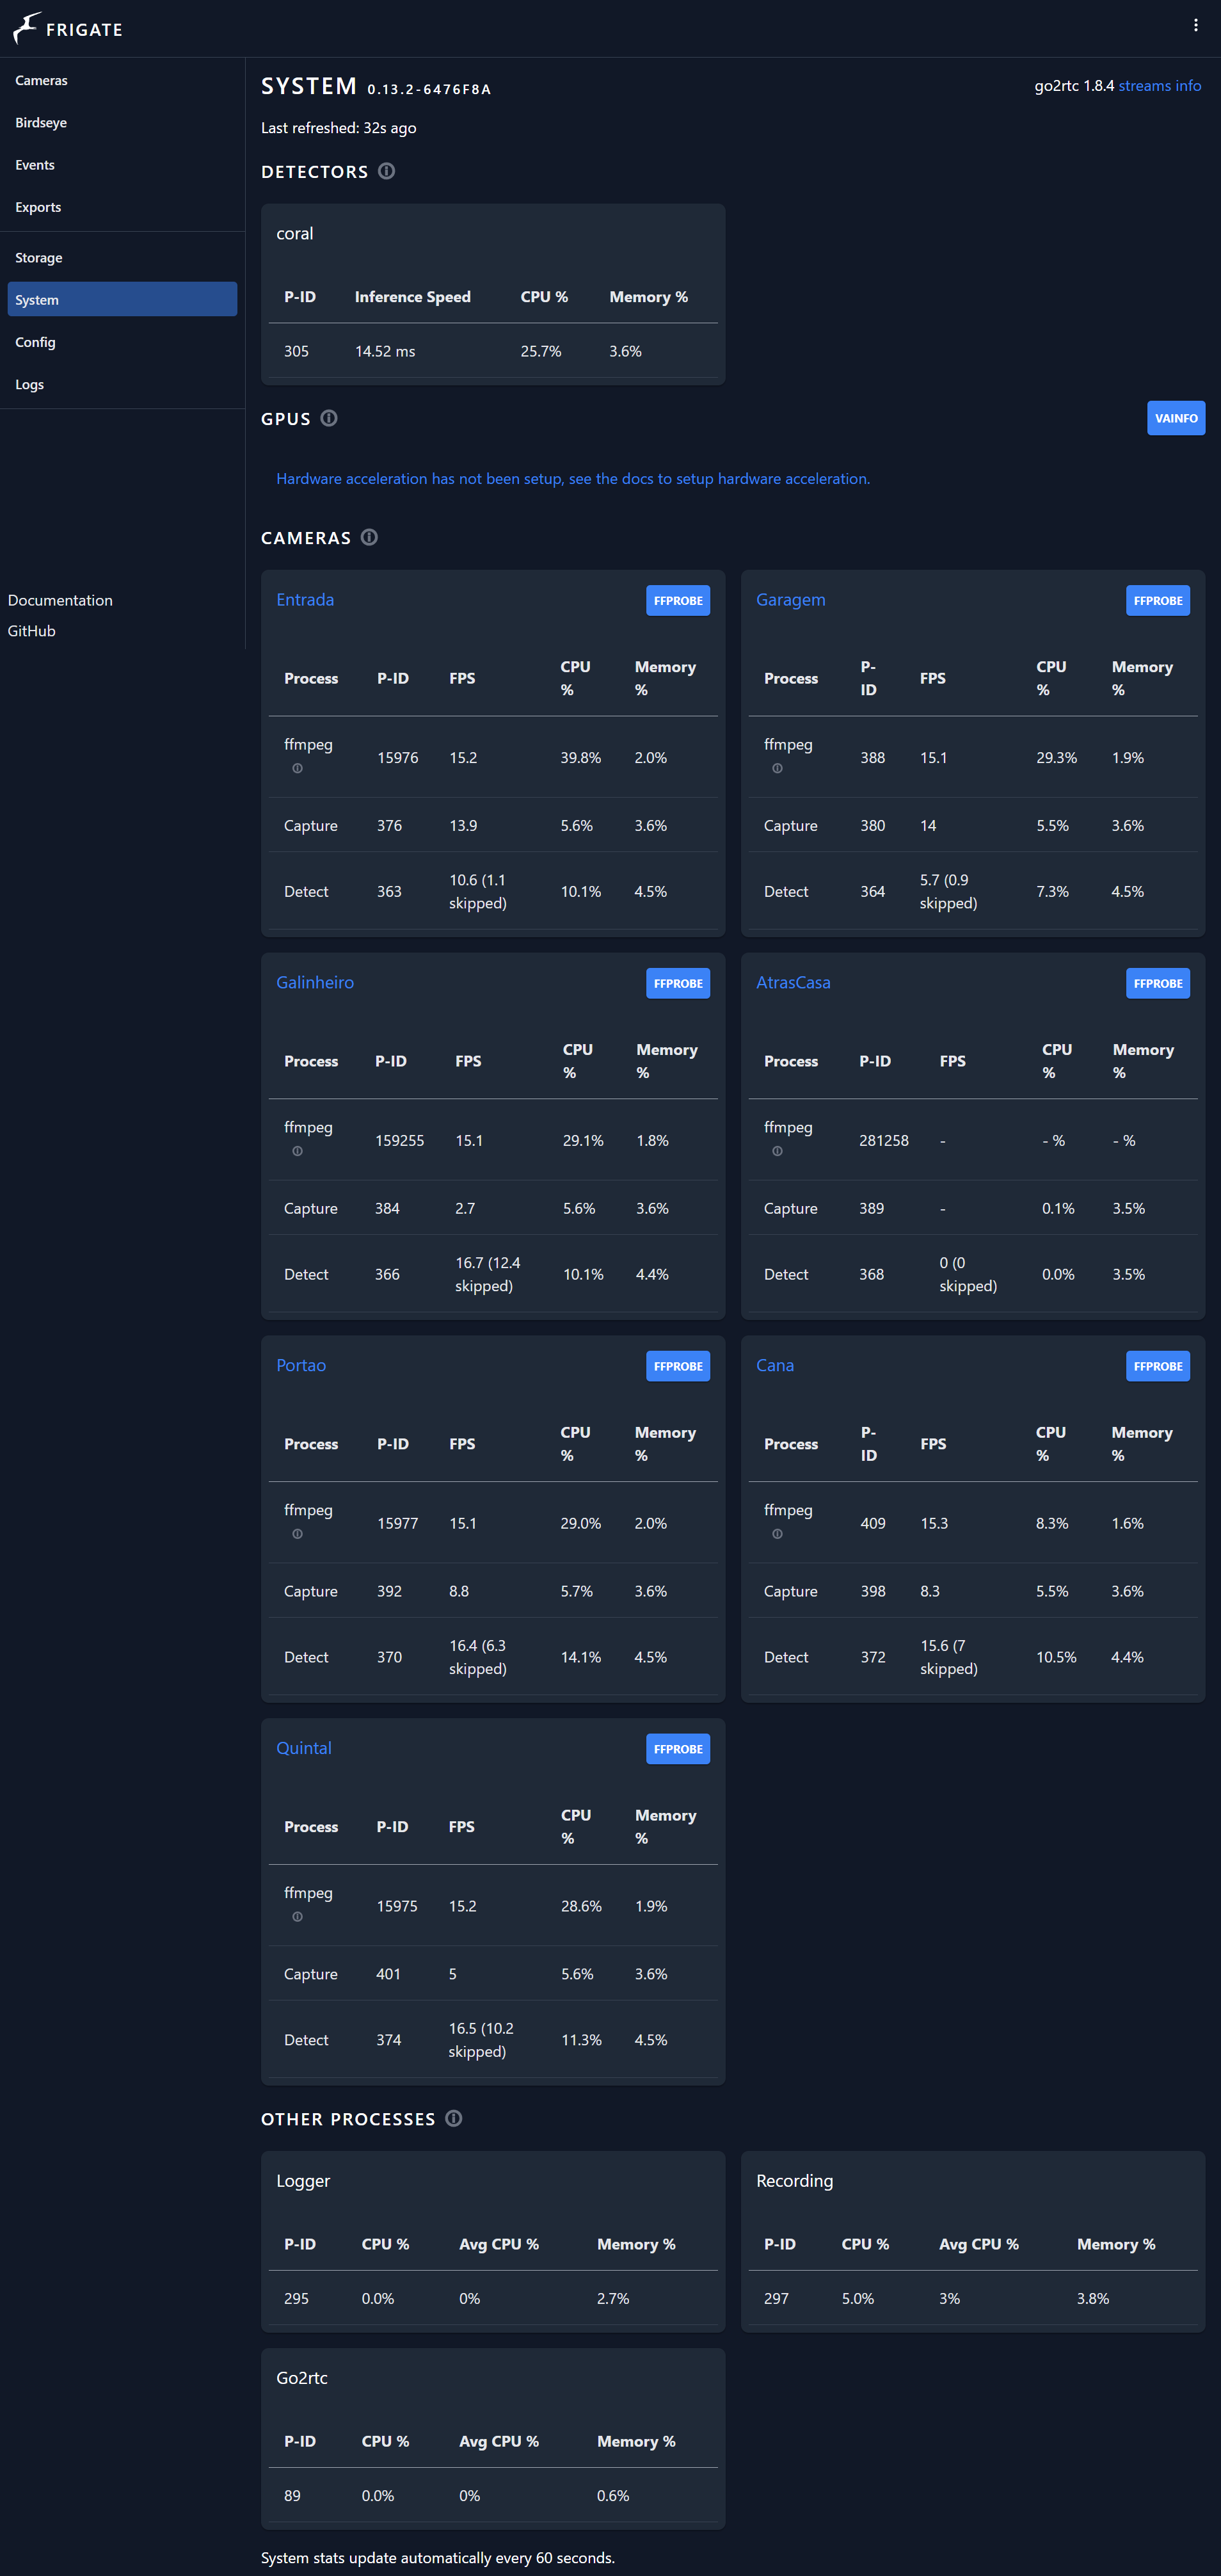 FRIGATE
Cameras
Birdseye
Events
Exports
Storage
System
Config
Logs
Documentation
GitHub
SYSTEM 0.13.2-6476F8A
go2rtc 1.8.4 streams info
Last refreshed: 32s ago
DETECTORS
coral
P-ID Inference Speed CPU % Memory %
305 14.52 ms 25.7% 3.6%
GPUS
VAINFO
Hardware acceleration has not been setup, see the docs to setup hardware acceleration.
CAMERAS
Entrada
FFPROBE
Process P-ID FPS CPU % Memory %
ffmpeg 15976 15.2 39.8% 2.0%
Capture 376 13.9 5.6% 3.6%
Detect 363 10.6 (1.1 skipped) 10.1% 4.5%
Garagem
FFPROBE
Process P-ID FPS CPU % Memory %
ffmpeg 388 15.1 29.3% 1.9%
Capture 380 14 5.5% 3.6%
Detect 364 5.7 (0.9 skipped) 7.3% 4.5%
Galinheiro
FFPROBE
Process P-ID FPS CPU % Memory %
ffmpeg 159255 15.1 29.1% 1.8%
Capture 384 2.7 5.6% 3.6%
Detect 366 16.7 (12.4 skipped) 10.1% 4.4%
AtrasCasa
FFPROBE
Process P-ID FPS CPU % Memory %
ffmpeg 281258 - - % - %
Capture 389 - 0.1% 3.5%
Detect 368 0 (0 skipped) 0.0% 3.5%
Portao
FFPROBE
Process P-ID FPS CPU % Memory %
ffmpeg 15977 15.1 29.0% 2.0%
Capture 392 8.8 5.7% 3.6%
Detect 370 16.4 (6.3 skipped) 14.1% 4.5%
Cana
FFPROBE
Process P-ID FPS CPU % Memory %
ffmpeg 409 15.3 8.3% 1.6%
Capture 398 8.3 5.5% 3.6%
Detect 372 15.6 (7 skipped) 10.5% 4.4%
Quintal
FFPROBE
Process P-ID FPS CPU % Memory %
ffmpeg 15975 15.2 28.6% 1.9%
Capture 401 5 5.6% 3.6%
Detect 374 16.5 (10.2 skipped) 11.3% 4.5%
OTHER PROCESSES
Logger
P-ID CPU % Avg CPU % Memory %
295 0.0% 0% 2.7%
Recording
P-ID CPU % Avg CPU % Memory %
297 5.0% 3% 3.8%
Go2rtc
P-ID CPU % Avg CPU % Memory %
89 0.0% 0% 0.6%
System stats update automatically every 60 seconds.